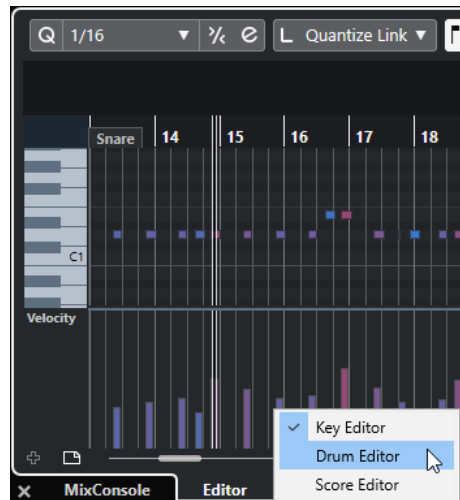 Q 1/16 L Quantize Link
Snare 14 15 16 17 18
C1
Velocity
Key Editor
Drum Editor
Score Editor
MixConsole Editor